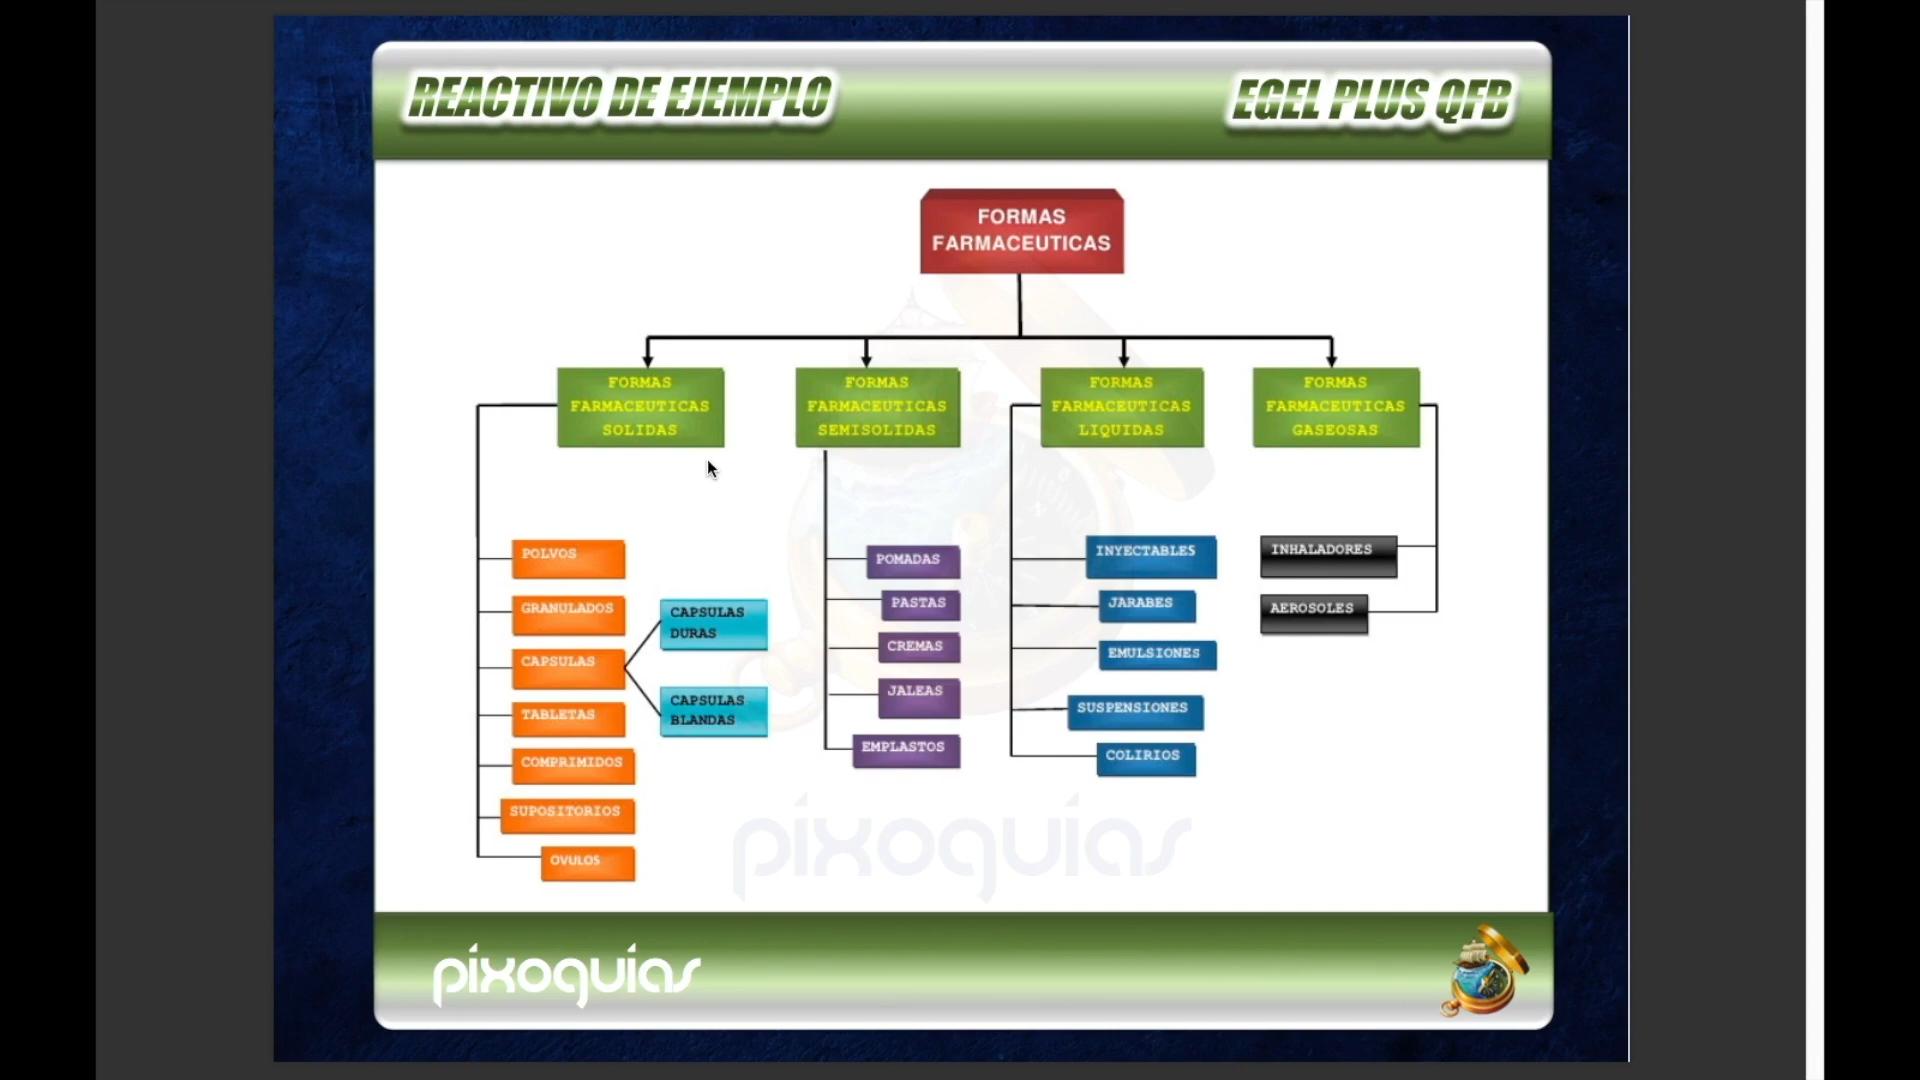 REACTIVO DE EJEMPLO
EGEL PLUS QFB
FORMAS
FARMACEUTICAS
FORMAS
FARMACEUTICAS
SOLIDAS
FORMAS
FARMACEUTICAS
SEMISOLIDAS
FORMAS
FARMACEUTICAS
LIQUIDAS
FORMAS
FARMACEUTICAS
GASEOSAS
POLVOS
GRANULADOS
CAPSULAS
TABLETAS
COMPRIMIDOS
SUPOSITORIOS
OVULOS
CAPSULAS
DURAS
CAPSULAS
BLANDAS
POMADAS
PASTAS
CREMAS
JALEAS
EMPLASTOS
INYECTABLES
JARABES
EMULSIONES
SUSPENSIONES
COLIRIOS
INHALADORES
AEROSOLES
pixoguias
pixoguias